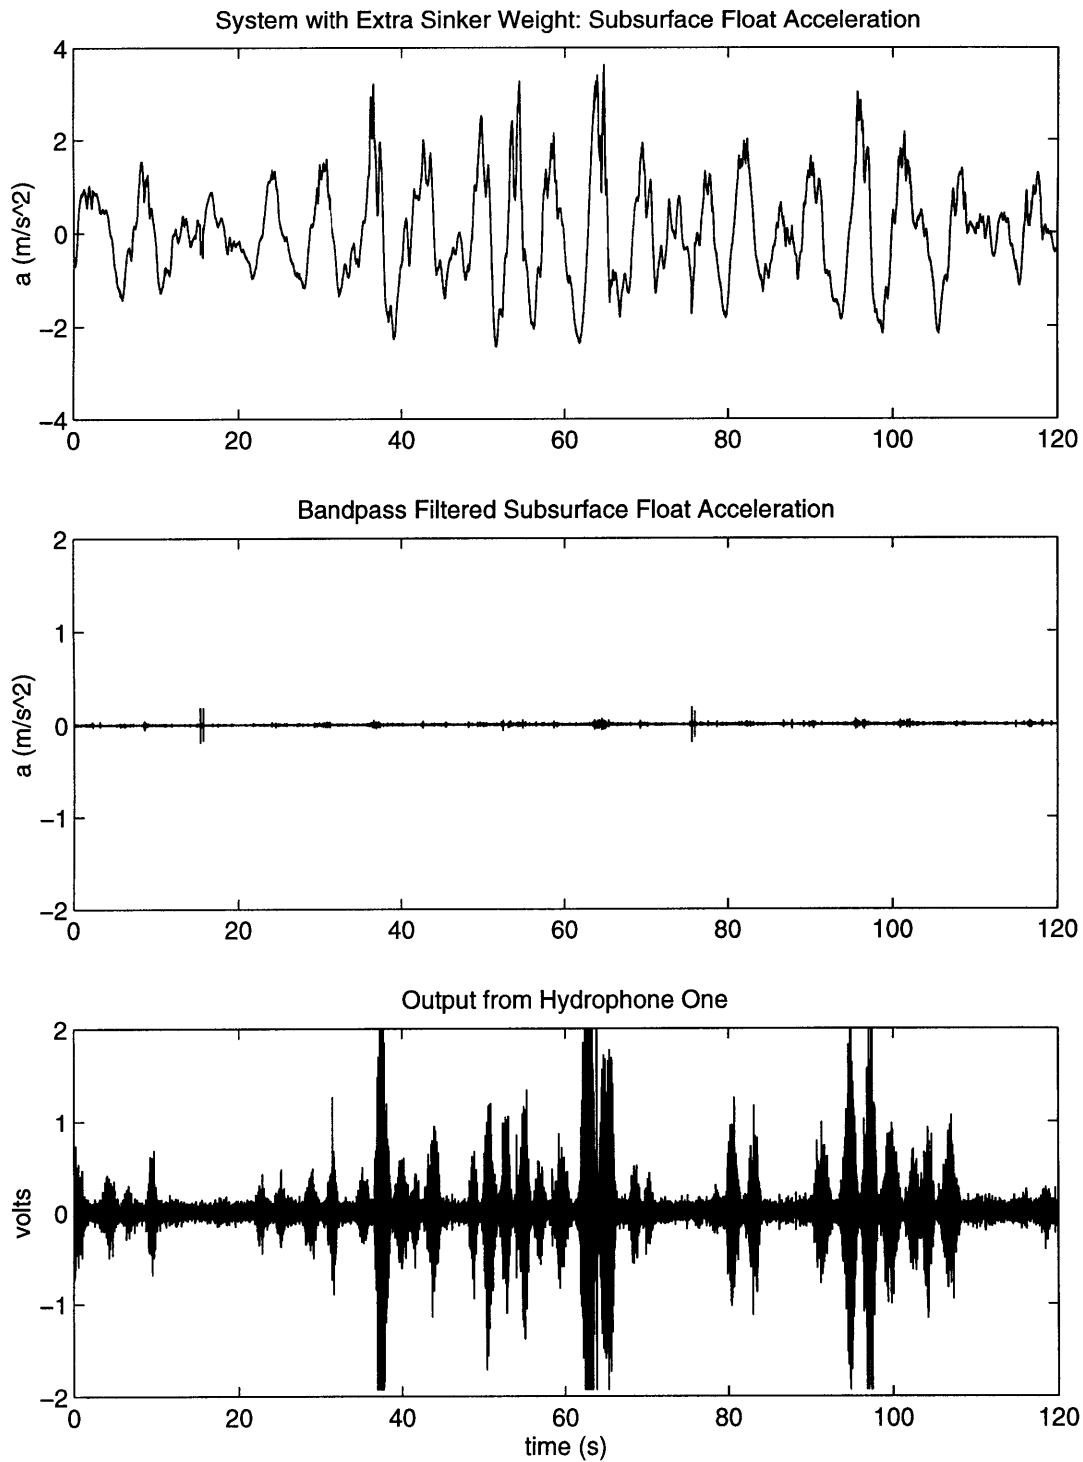 System with Extra Sinker Weight: Subsurface Float Acceleration
4
2
0
−2
−4
a (m/s^2)
0 20 40 60 80 100 120
Bandpass Filtered Subsurface Float Acceleration
2
1
0
−1
−2
a (m/s^2)
0 20 40 60 80 100 120
Output from Hydrophone One
2
1
0
−1
−2
volts
0 20 40 60 80 100 120
time (s)